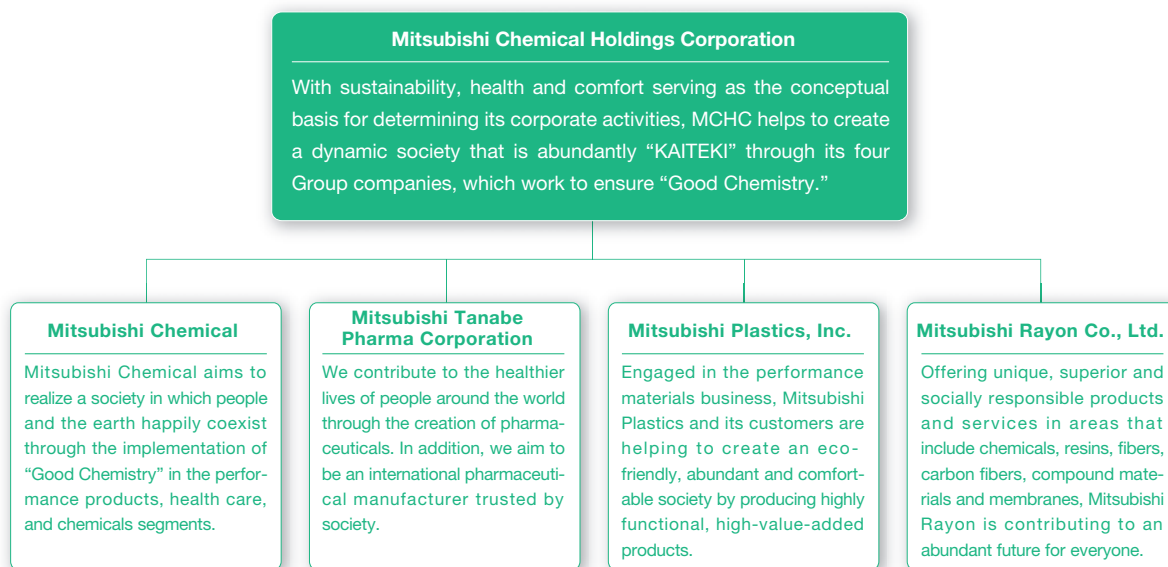 Mitsubishi Chemical Holdings Corporation
With sustainability, health and comfort serving as the conceptual
basis for determining its corporate activities, MCHC helps to create
a dynamic society that is abundantly “KAITEKI” through its four
Group companies, which work to ensure “Good Chemistry.”
Mitsubishi Chemical
Mitsubishi Chemical aims to
realize a society in which people
and the earth happily coexist
through the implementation of
“Good Chemistry” in the perfor-
mance products, health care,
and chemicals segments.
Mitsubishi Tanabe
Pharma Corporation
We contribute to the healthier
lives of people around the world
through the creation of pharma-
ceuticals. In addition, we aim to
be an international pharmaceuti-
cal manufacturer trusted by
society.
Mitsubishi Plastics, Inc.
Engaged in the performance
materials business, Mitsubishi
Plastics and its customers are
helping to create an eco-
friendly, abundant and comfort-
able society by producing highly
functional, high-value-added
products.
Mitsubishi Rayon Co., Ltd.
Offering unique, superior and
socially responsible products
and services in areas that
include chemicals, resins, fibers,
carbon fibers, compound mate-
rials and membranes, Mitsubishi
Rayon is contributing to an
abundant future for everyone.